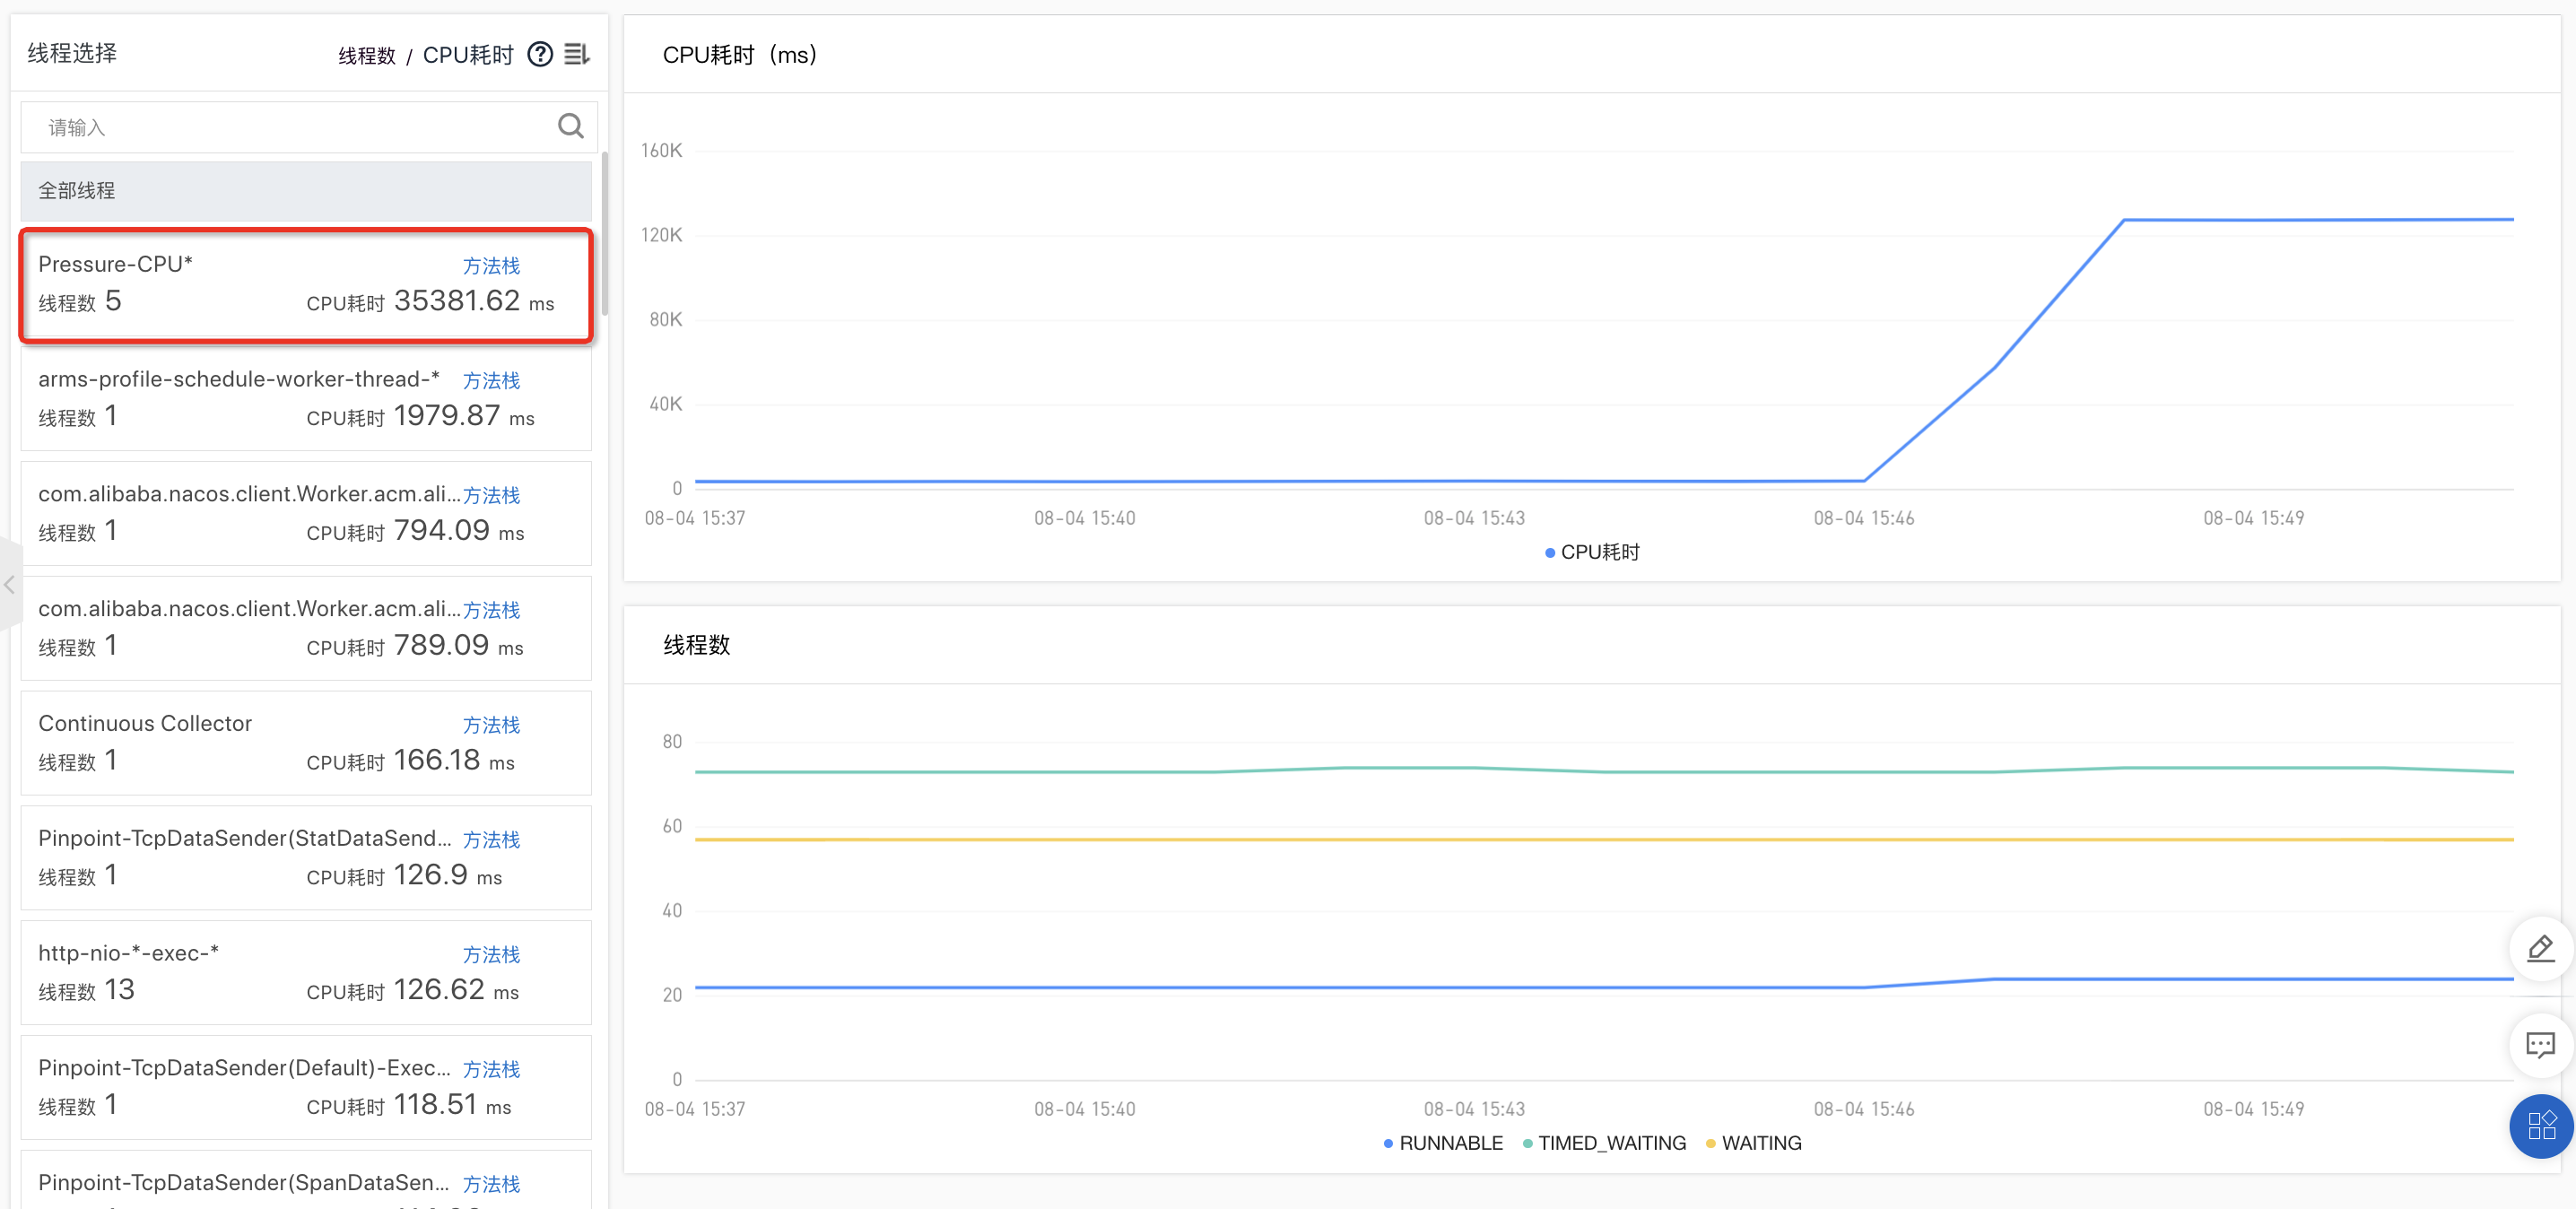 线程选择
线程数 / CPU耗时
请输入
全部线程
Pressure-CPU* 方法栈
线程数 5 CPU耗时 35381.62 ms
arms-profile-schedule-worker-thread-* 方法栈
线程数 1 CPU耗时 1979.87 ms
com.alibaba.nacos.client.Worker.acm.ali... 方法栈
线程数 1 CPU耗时 794.09 ms
com.alibaba.nacos.client.Worker.acm.ali... 方法栈
线程数 1 CPU耗时 789.09 ms
Continuous Collector 方法栈
线程数 1 CPU耗时 166.18 ms
Pinpoint-TcpDataSender(StatDataSend... 方法栈
线程数 1 CPU耗时 126.9 ms
http-nio-*-exec-* 方法栈
线程数 13 CPU耗时 126.62 ms
Pinpoint-TcpDataSender(Default)-Exec... 方法栈
线程数 1 CPU耗时 118.51 ms
Pinpoint-TcpDataSender(SpanDataSen... 方法栈
CPU耗时（ms）
160K
120K
80K
40K
0
08-04 15:37 08-04 15:40 08-04 15:43 08-04 15:46 08-04 15:49
CPU耗时
线程数
80
60
40
20
0
08-04 15:37 08-04 15:40 08-04 15:43 08-04 15:46 08-04 15:49
RUNNABLE TIMED_WAITING WAITING